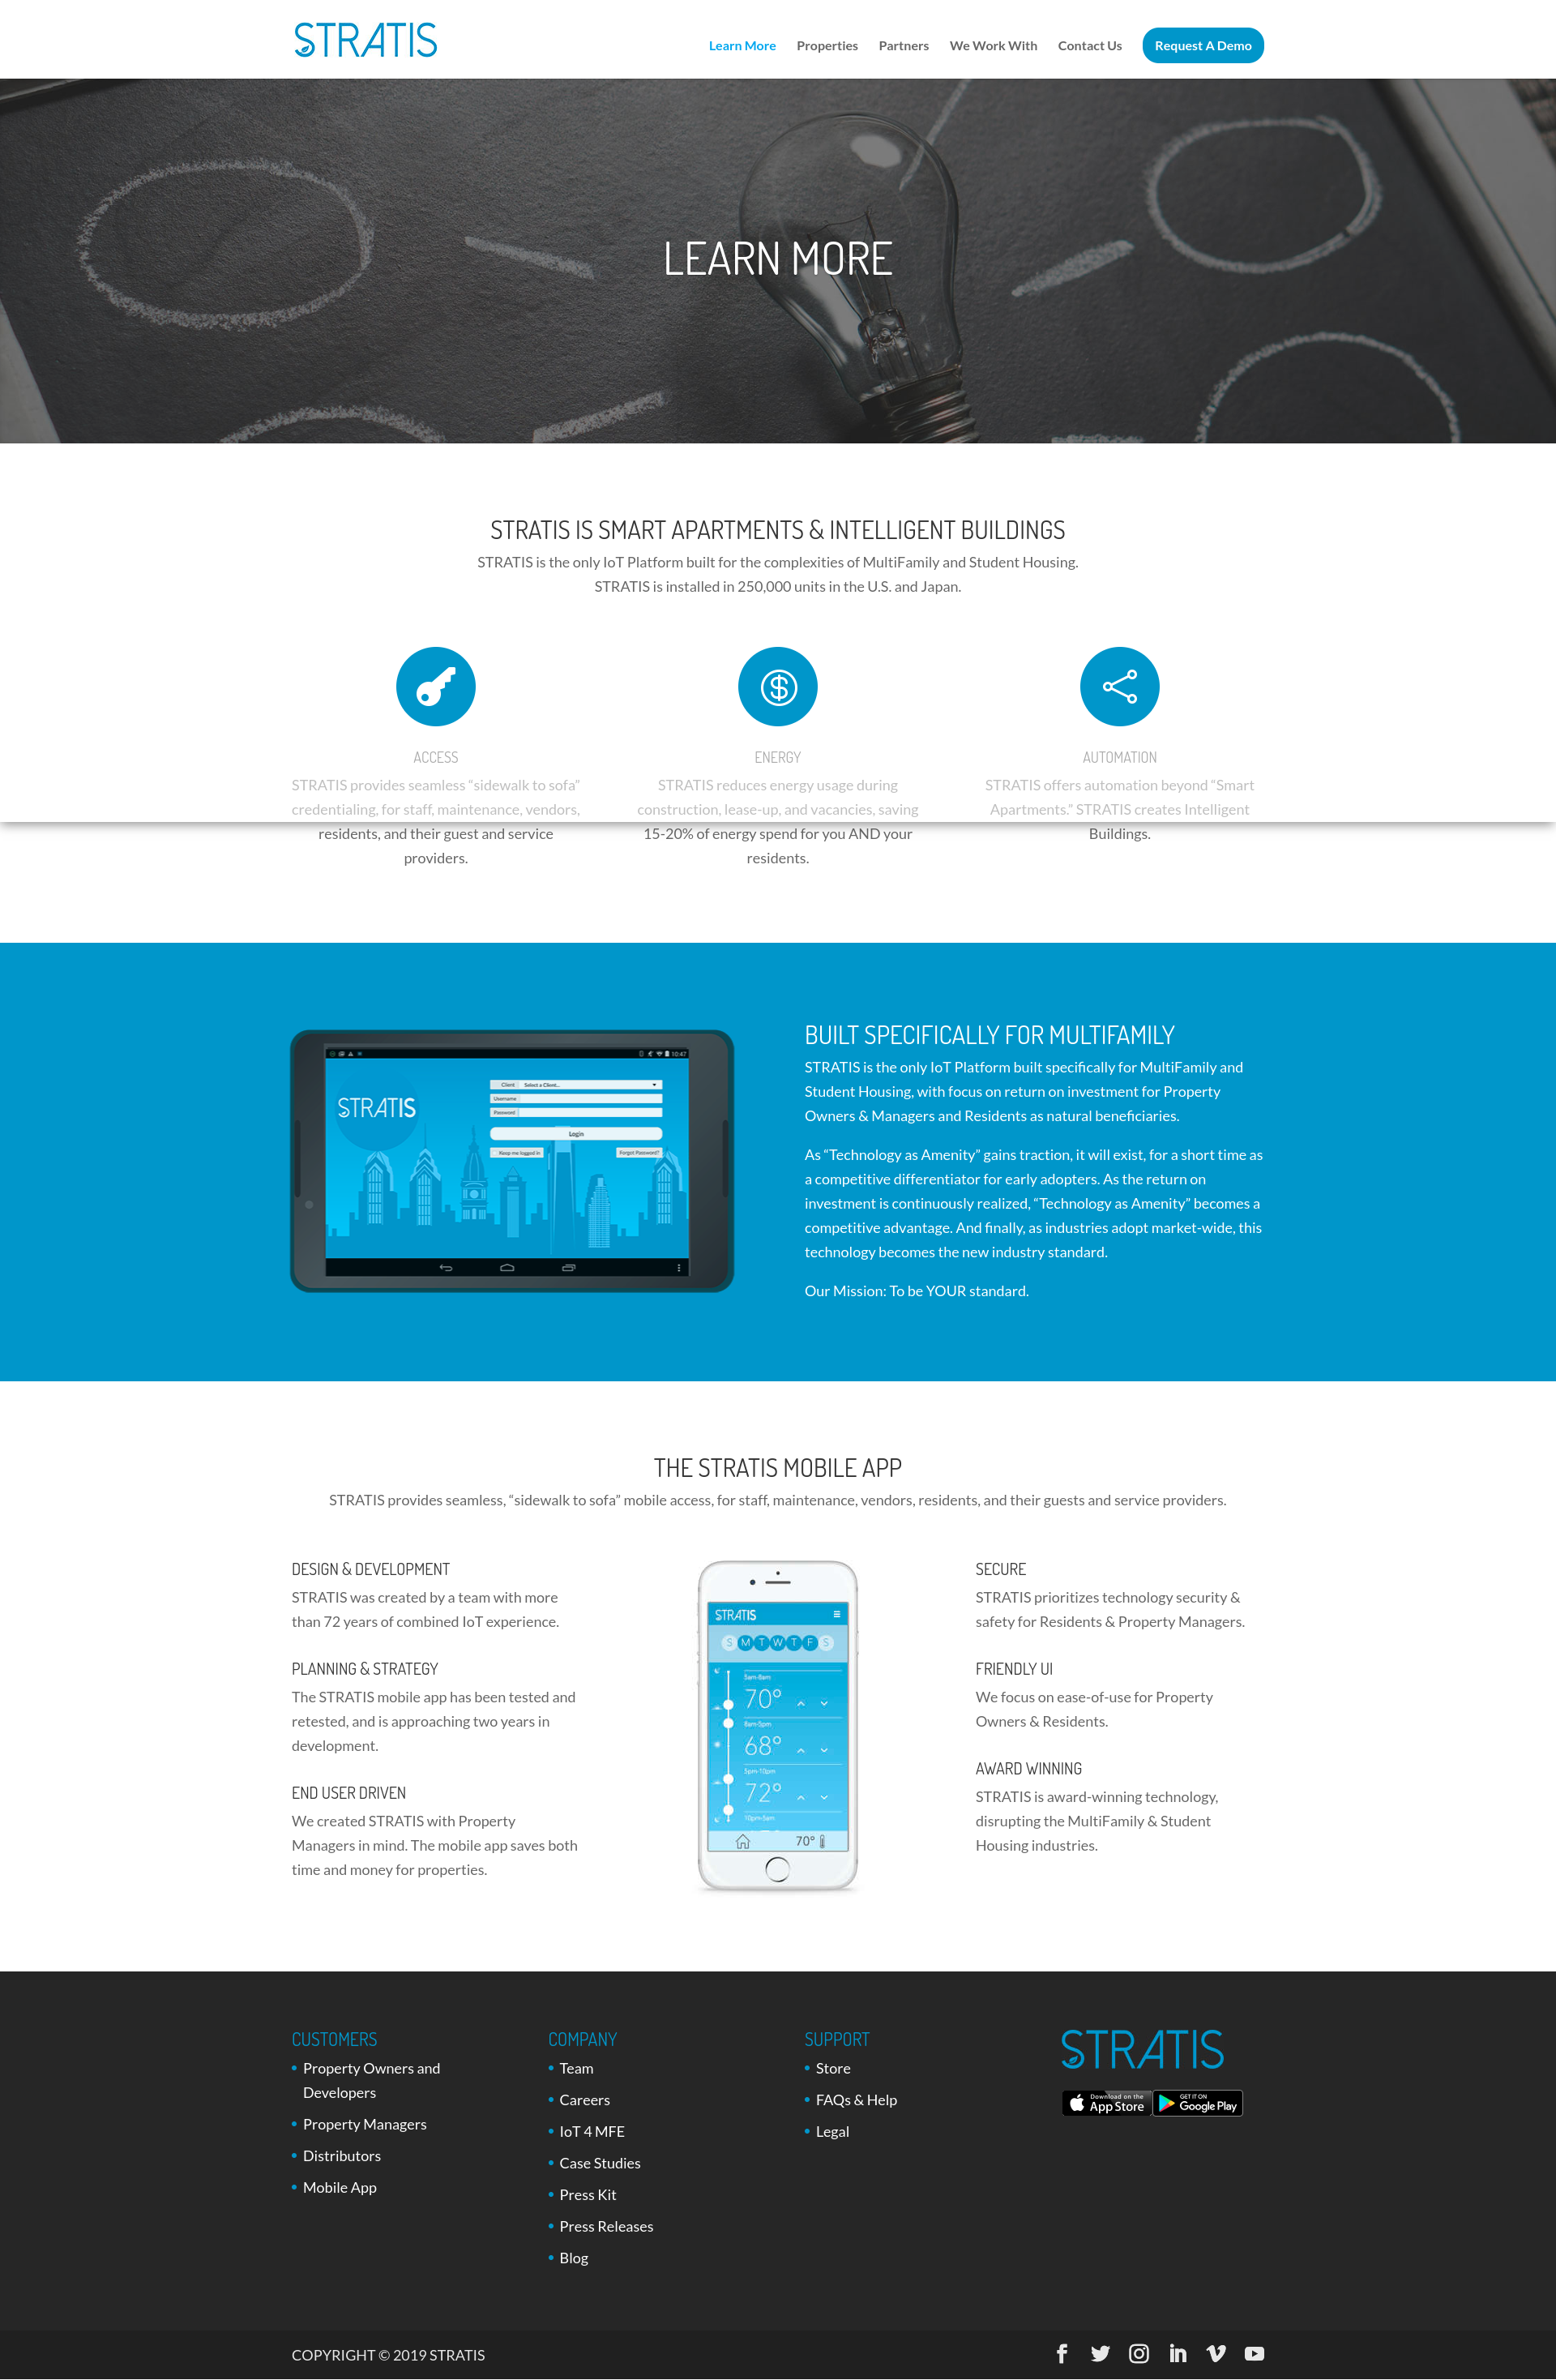 STRATIS
Learn More
Properties
Partners
We Work With
Contact Us
Request A Demo
LEARN MORE
STRATIS IS SMART APARTMENTS & INTELLIGENT BUILDINGS
STRATIS is the only IoT Platform built for the complexities of MultiFamily and Student Housing.
STRATIS is installed in 250,000 units in the U.S. and Japan.
ACCESS
STRATIS provides seamless “sidewalk to sofa”
credentialing, for staff, maintenance, vendors,
residents, and their guest and service
providers.
ENERGY
STRATIS reduces energy usage during
construction, lease-up, and vacancies, saving
15-20% of energy spend for you AND your
residents.
AUTOMATION
STRATIS offers automation beyond “Smart
Apartments.” STRATIS creates Intelligent
Buildings.
10:47
STRATIS
Client Select a Client...
Username
Password
Login
Keep me logged in
Forgot Password?
BUILT SPECIFICALLY FOR MULTIFAMILY
STRATIS is the only IoT Platform built specifically for MultiFamily and
Student Housing, with focus on return on investment for Property
Owners & Managers and Residents as natural beneficiaries.
As “Technology as Amenity” gains traction, it will exist, for a short time as
a competitive differentiator for early adopters. As the return on
investment is continuously realized, “Technology as Amenity” becomes a
competitive advantage. And finally, as industries adopt market-wide, this
technology becomes the new industry standard.
Our Mission: To be YOUR standard.
THE STRATIS MOBILE APP
STRATIS provides seamless, “sidewalk to sofa” mobile access, for staff, maintenance, vendors, residents, and their guests and service providers.
DESIGN & DEVELOPMENT
STRATIS was created by a team with more
than 72 years of combined IoT experience.
PLANNING & STRATEGY
The STRATIS mobile app has been tested and
retested, and is approaching two years in
development.
END USER DRIVEN
We created STRATIS with Property
Managers in mind. The mobile app saves both
time and money for properties.
STRATIS
S M T W T F S
5am-8am
70°
8am-5pm
68°
5pm-10pm
72°
10pm-5am
70°
SECURE
STRATIS prioritizes technology security &
safety for Residents & Property Managers.
FRIENDLY UI
We focus on ease-of-use for Property
Owners & Residents.
AWARD WINNING
STRATIS is award-winning technology,
disrupting the MultiFamily & Student
Housing industries.
CUSTOMERS
Property Owners and
Developers
Property Managers
Distributors
Mobile App
COMPANY
Team
Careers
IoT 4 MFE
Case Studies
Press Kit
Press Releases
Blog
SUPPORT
Store
FAQs & Help
Legal
STRATIS
Download on the
App Store
GET IT ON
Google Play
COPYRIGHT © 2019 STRATIS